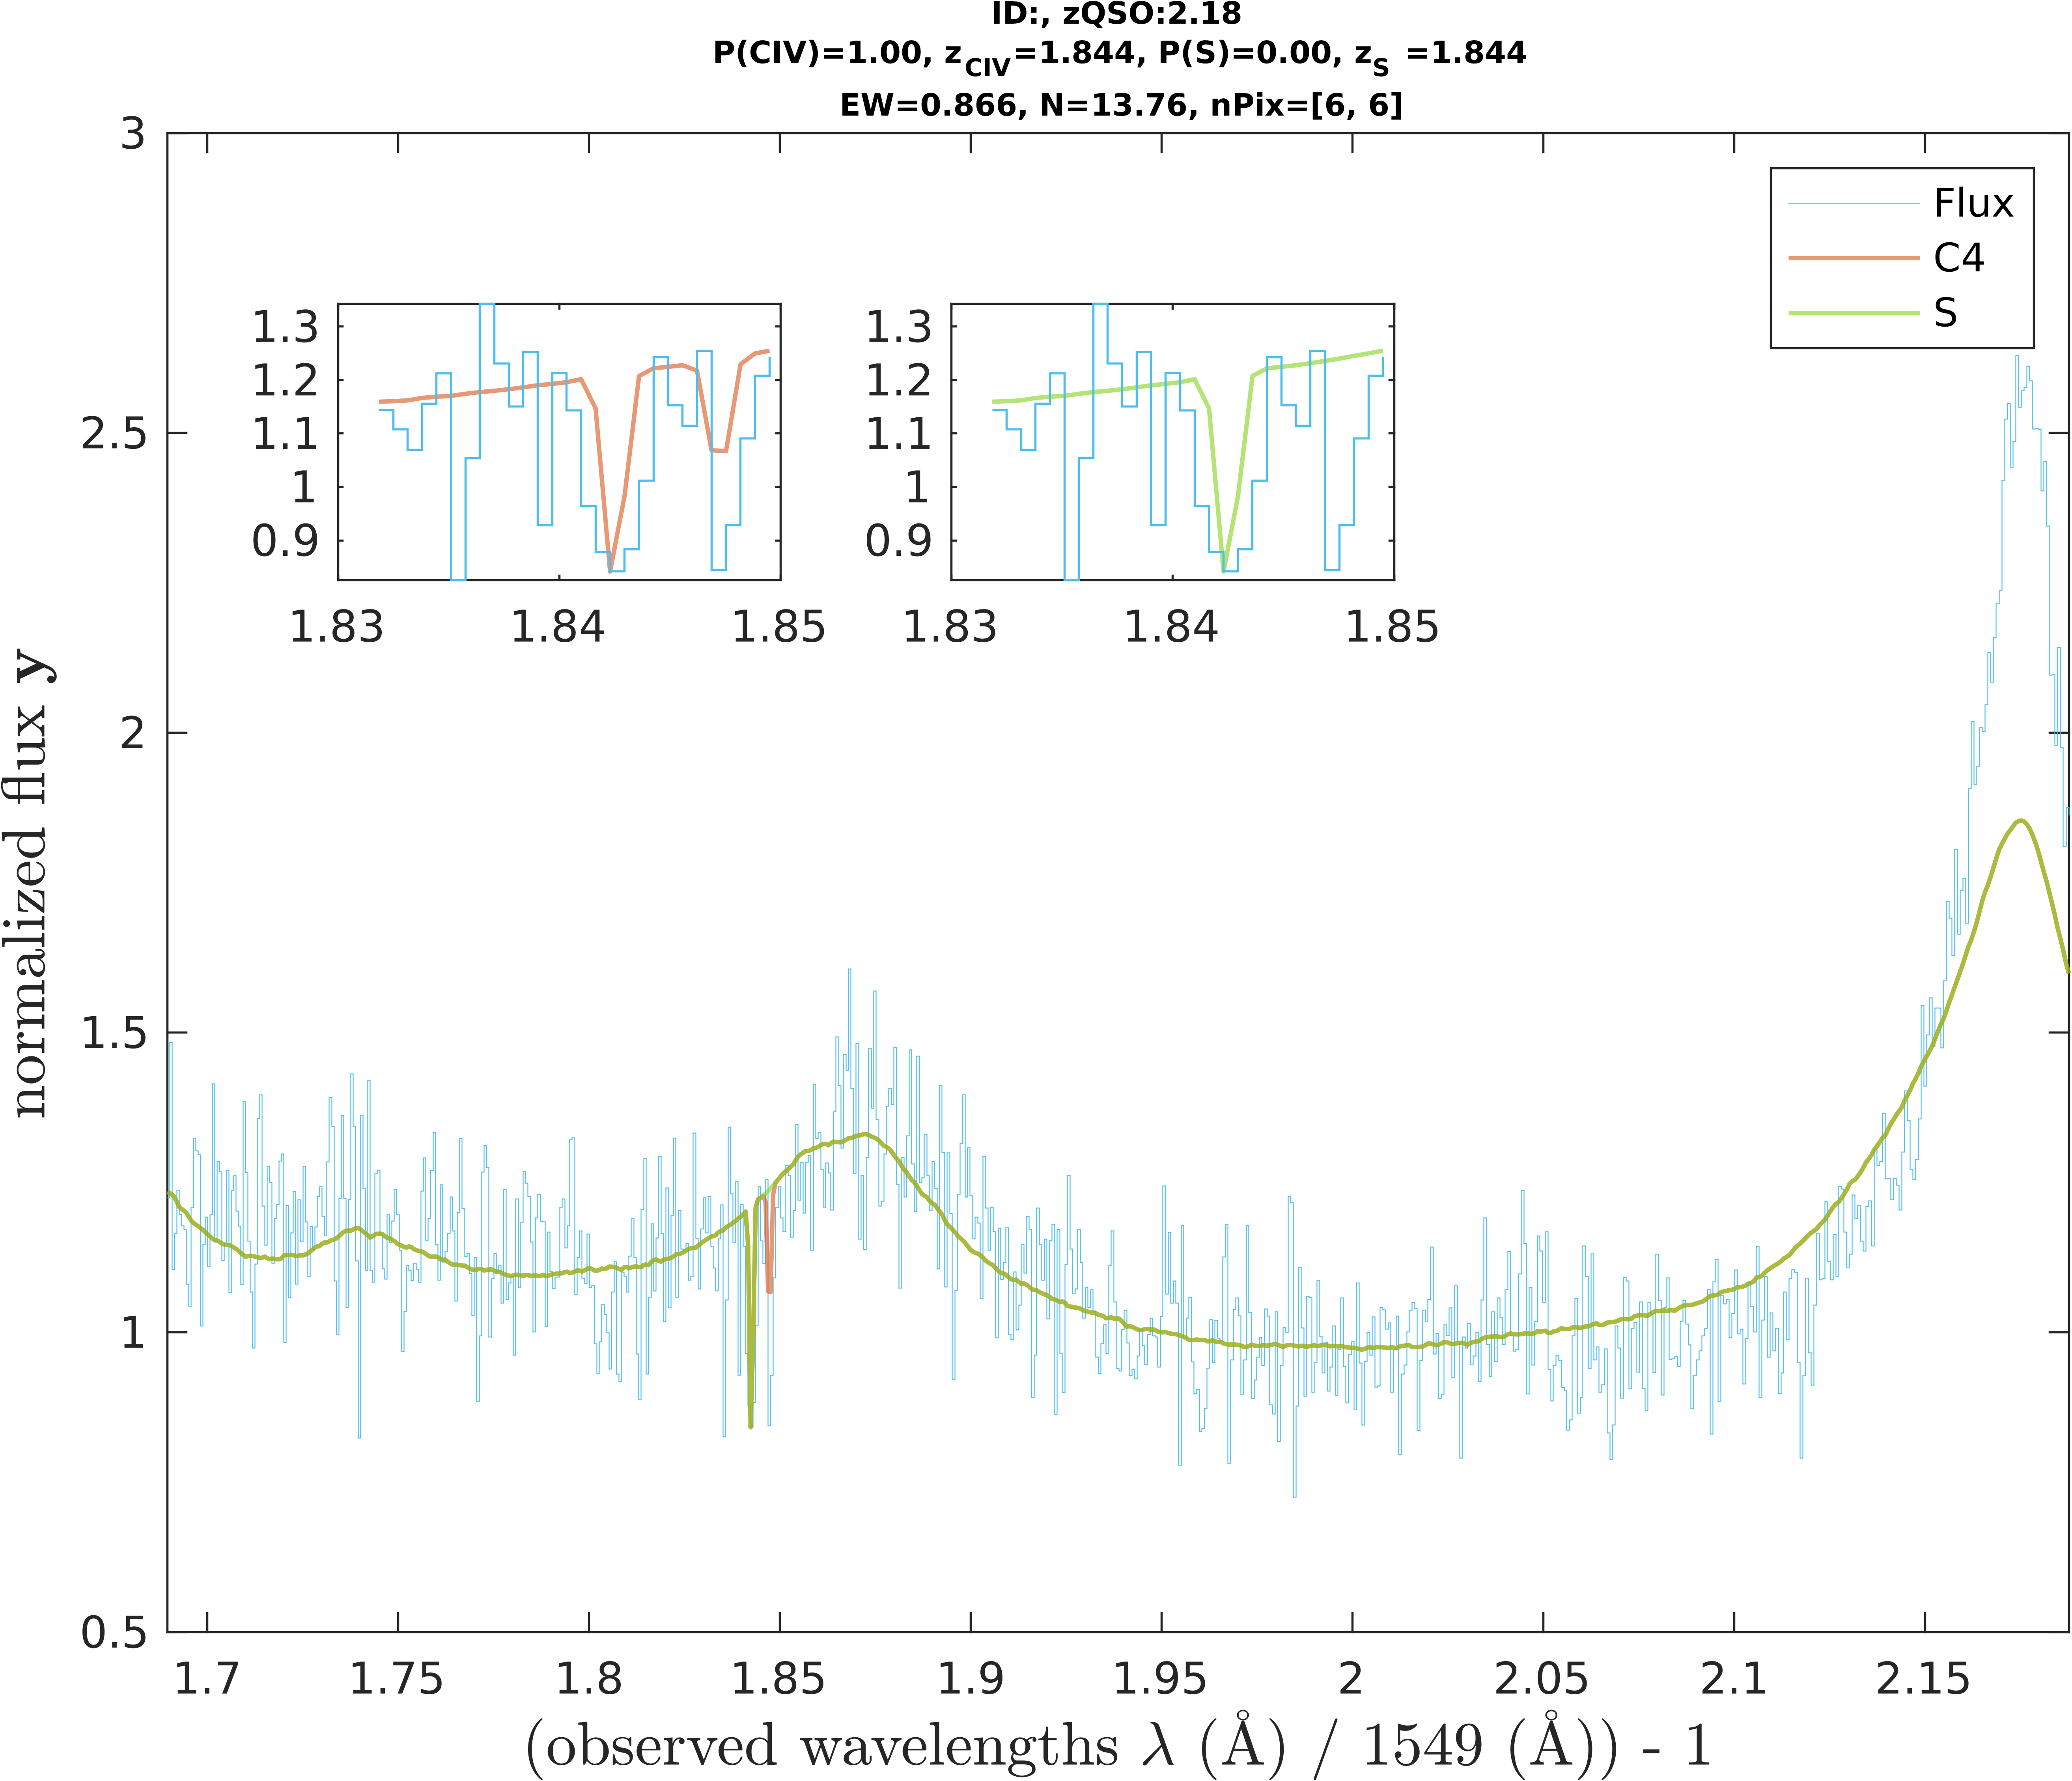 ID:, zQSO:2.18
P(CIV)=1.00, z_CIV=1.844, P(S)=0.00, z_S =1.844
EW=0.866, N=13.76, nPix=[6, 6]
3
2.5
2
1.5
1
0.5
Flux
C4
S
1.3
1.2
1.1
1
0.9
1.83 1.84 1.85
1.3
1.2
1.1
1
0.9
1.83 1.84 1.85
normalized flux y
1.7 1.75 1.8 1.85 1.9 1.95 2 2.05 2.1 2.15
(observed wavelengths λ (Å) / 1549 (Å)) - 1